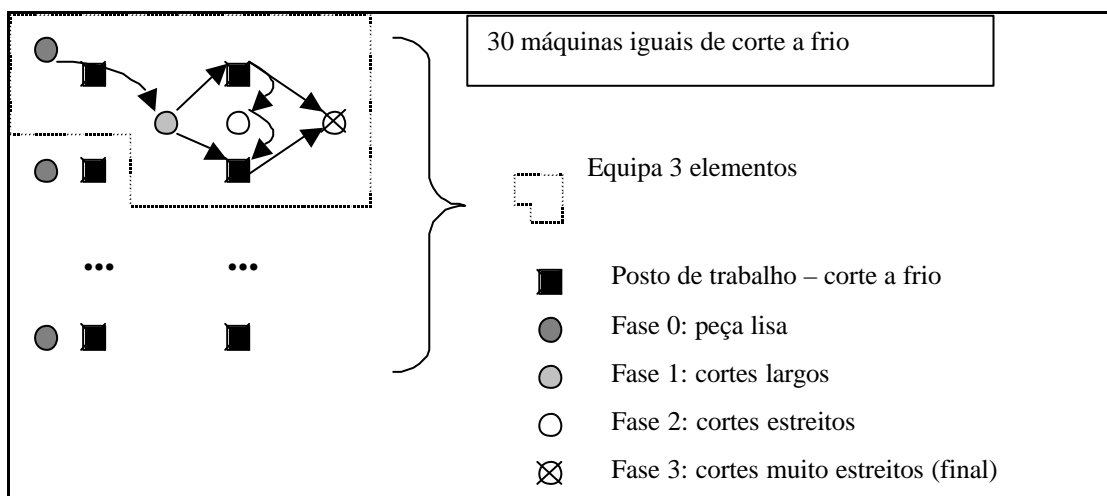 30 máquinas iguais de corte a frio
Equipa 3 elementos
Posto de trabalho – corte a frio
Fase 0: peça lisa
Fase 1: cortes largos
Fase 2: cortes estreitos
Fase 3: cortes muito estreitos (final)